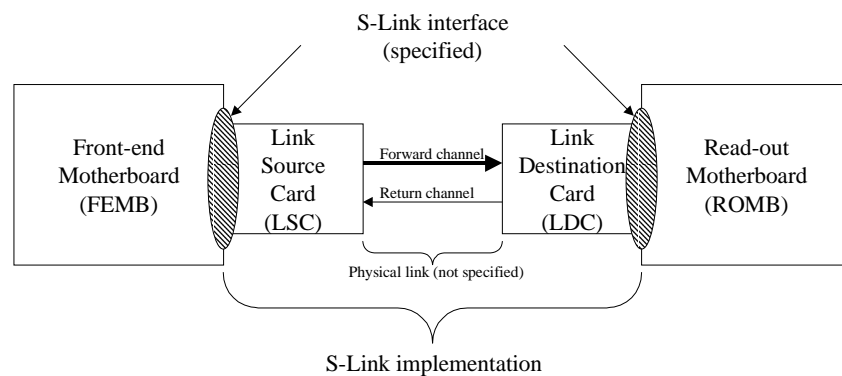 S-Link interface
(specified)
Front-end
Motherboard
(FEMB)
Link
Source
Card
(LSC)
Forward channel
Return channel
Link
Destination
Card
(LDC)
Read-out
Motherboard
(ROMB)
Physical link (not specified)
S-Link implementation